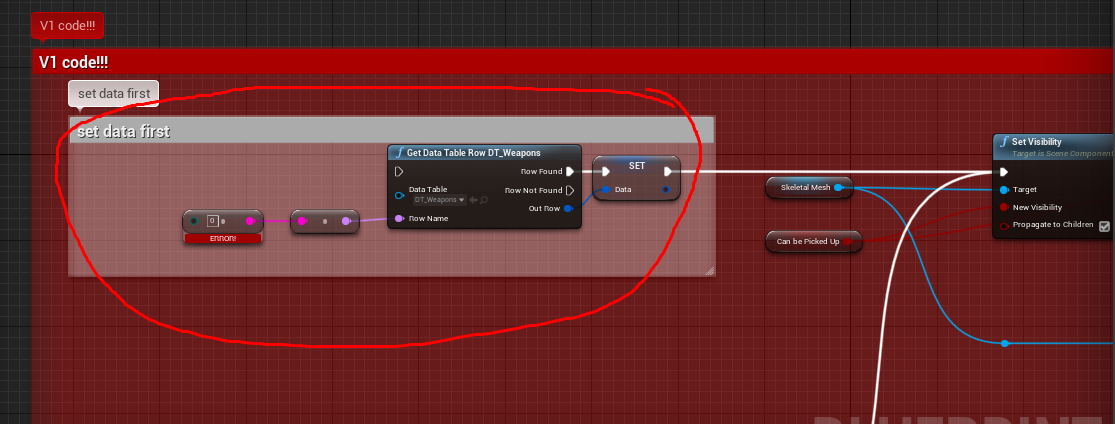 V1 code!!!
V1 code!!!
set data first
set data first
Get Data Table Row DT_Weapons
Row Found
Data Table
DT_Weapons
Row Not Found
Out Row
Row Name
0
ERROR!
SET
Data
Skeletal Mesh
Can be Picked Up
Set Visibility
Target is Scene Component
Target
New Visibility
Propagate to Children